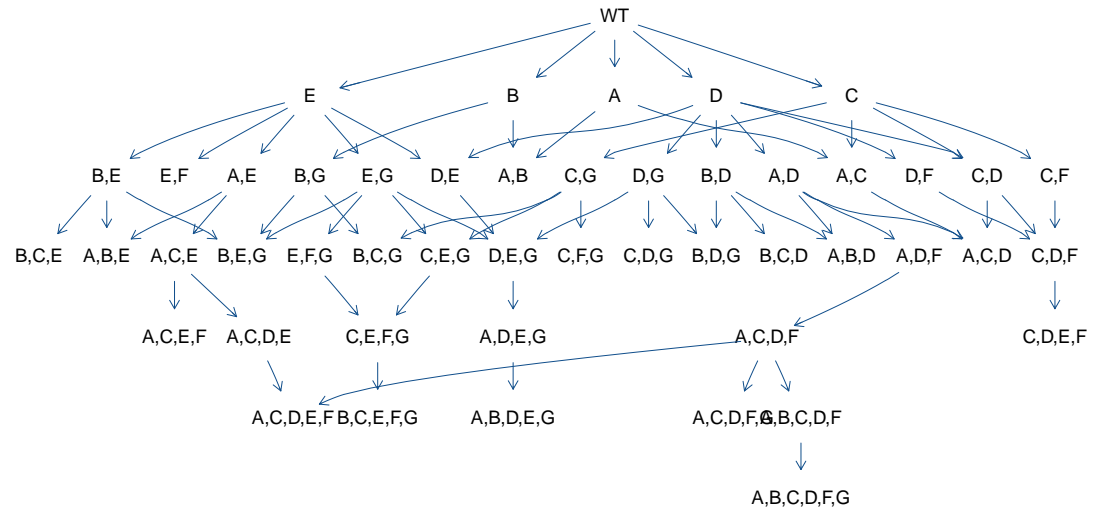 WT
E B A D C
B,E E,F A,E B,G E,G D,E A,B C,G D,G B,D A,D A,C D,F C,D C,F
B,C,E A,B,E A,C,E B,E,G E,F,G B,C,G C,E,G D,E,G C,F,G C,D,G B,D,G B,C,D A,B,D A,D,F A,C,D C,D,F
A,C,E,F A,C,D,E C,E,F,G A,D,E,G A,C,D,F C,D,E,F
A,C,D,E,F B,C,E,F,G A,B,D,E,G A,C,D,F,G A,B,C,D,F
A,B,C,D,F,G